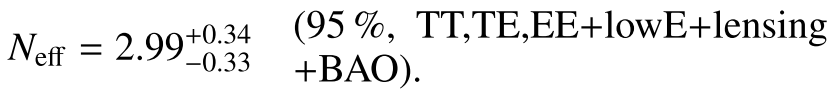 N_eff = 2.99^{+0.34}_{−0.33} (95 %, TT,TE,EE+lowE+lensing
+BAO).